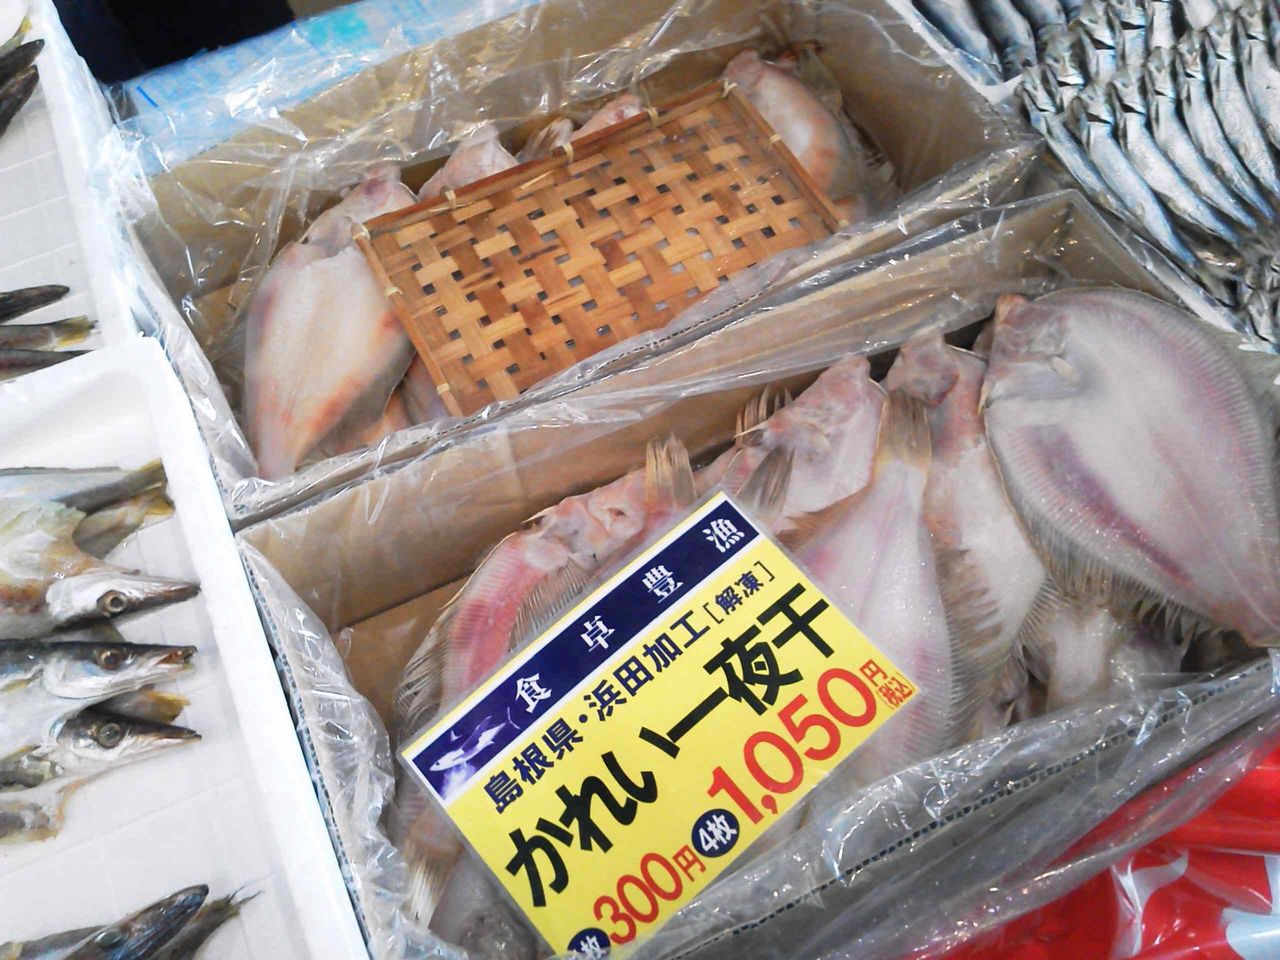 食卓豊漁
島根県・浜田加工[解凍]
かれい一夜干
300円 4枚 1,050円(税込)